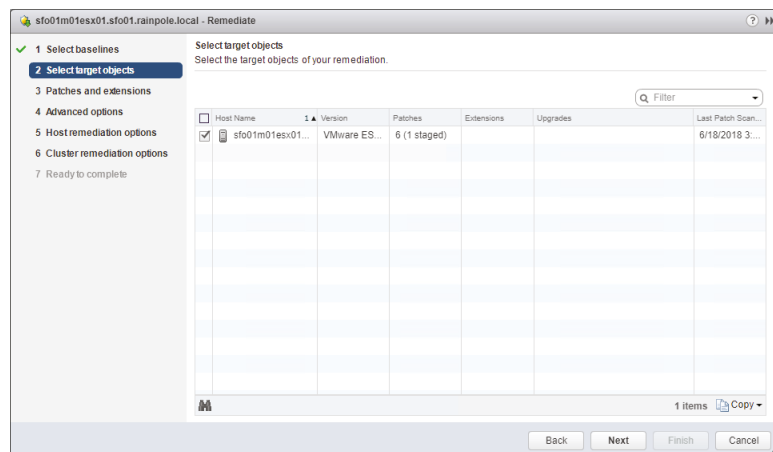 sfo01m01esx01.sfo01.rainpole.local - Remediate
1 Select baselines
2 Select target objects
3 Patches and extensions
4 Advanced options
5 Host remediation options
6 Cluster remediation options
7 Ready to complete
Select target objects
Select the target objects of your remediation.
Filter
Host Name 1 Version Patches Extensions Upgrades Last Patch Scan...
sfo01m01esx01... VMware ES... 6 (1 staged) 6/18/2018 3:...
1 items Copy
Back Next Finish Cancel